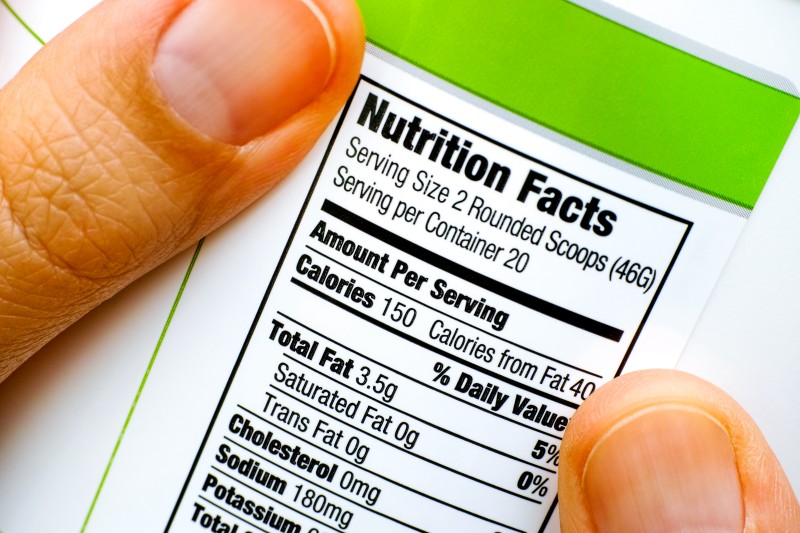 Nutrition Facts
Serving Size 2 Rounded Scoops (46G)
Serving per Container 20
Amount Per Serving
Calories 150 Calories from Fat 40
% Daily Value
Total Fat 3.5g 5%
Saturated Fat 0g 0%
Trans Fat 0g
Cholesterol 0mg
Sodium 180mg
Potassium
Total